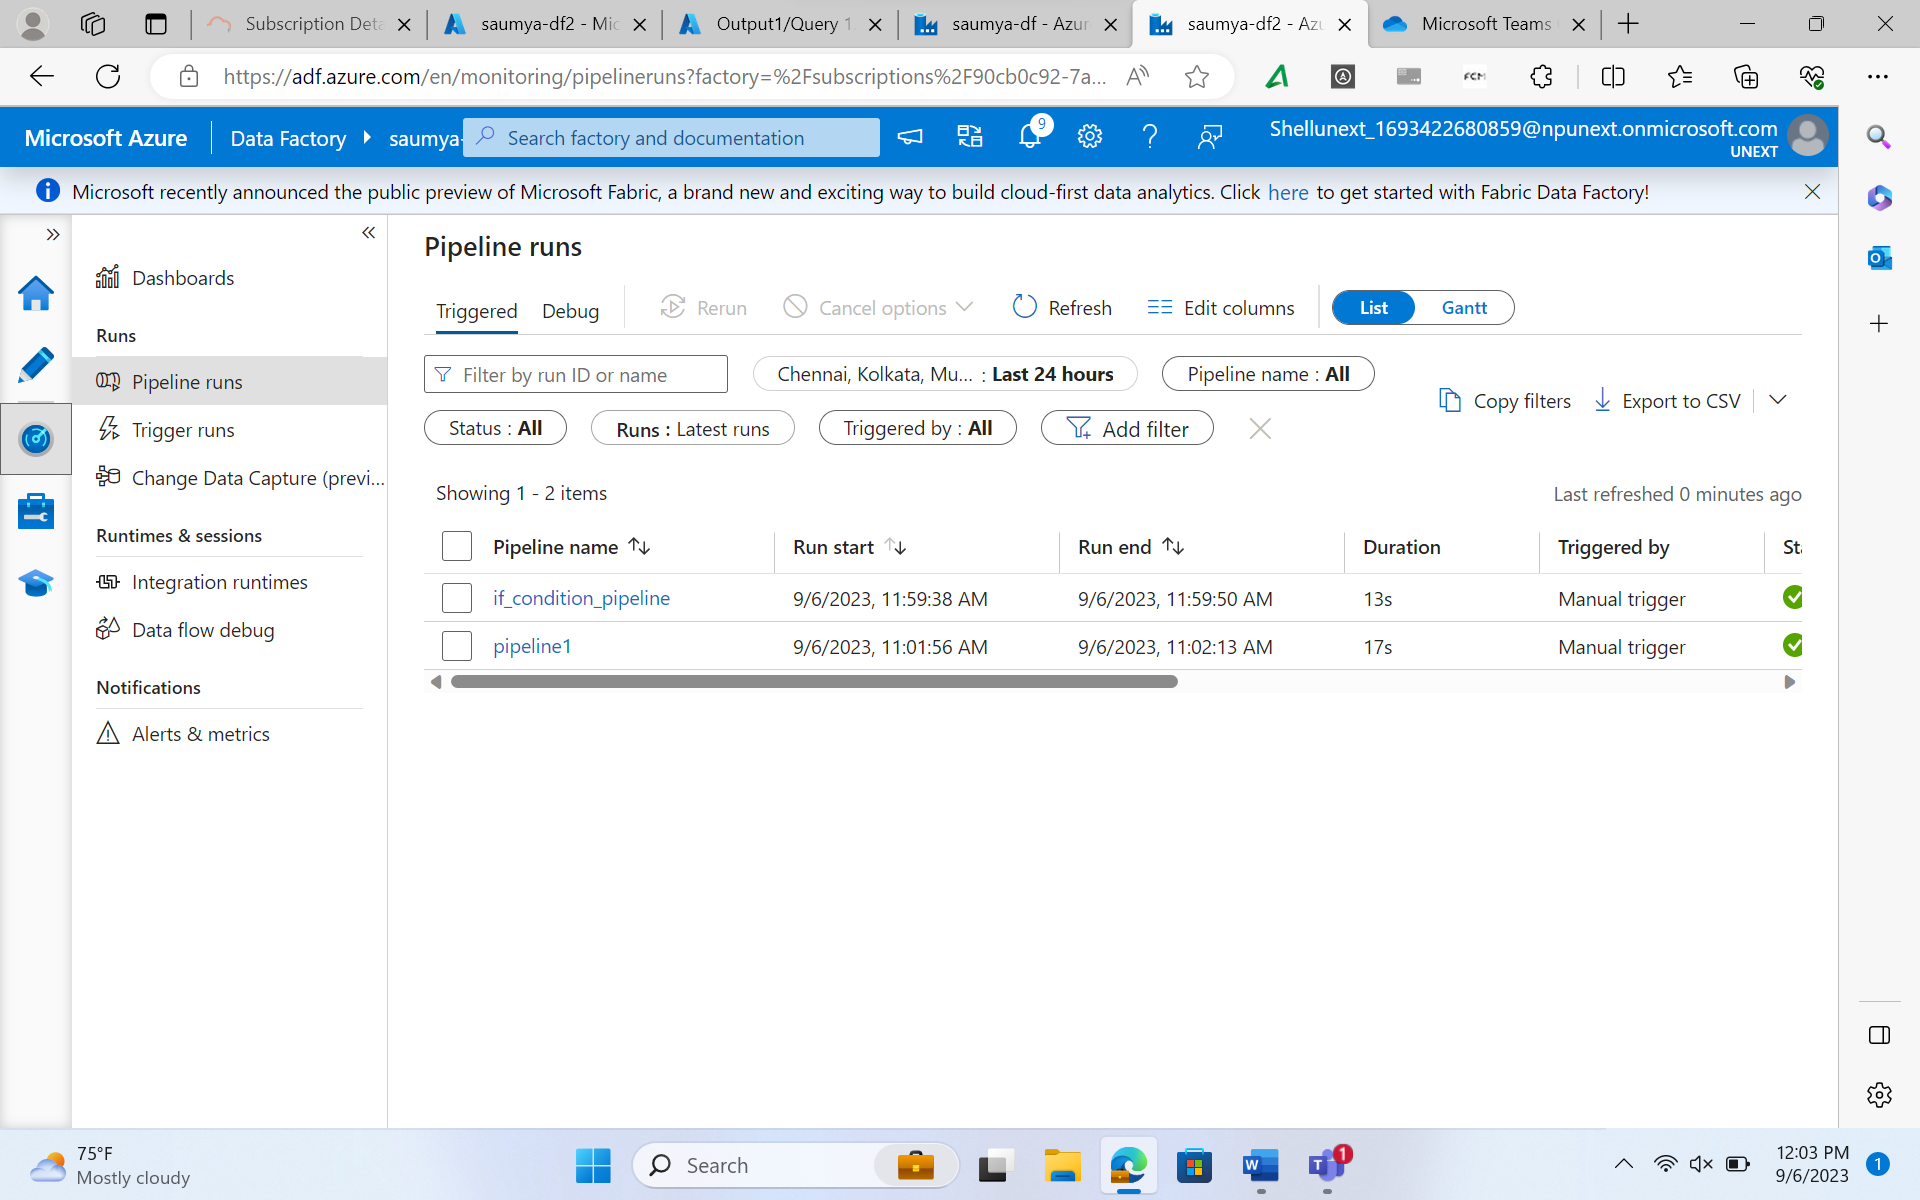 Subscription Deta
saumya-df2 - Mic
Output1/Query 1
saumya-df - Azur
saumya-df2 - Azu
Microsoft Teams
https://adf.azure.com/en/monitoring/pipelineruns?factory=%2Fsubscriptions%2F90cb0c92-7a...
Microsoft Azure
Data Factory
saumya-
Search factory and documentation
9
Shellunext_1693422680859@npunext.onmicrosoft.com
UNEXT
Microsoft recently announced the public preview of Microsoft Fabric, a brand new and exciting way to build cloud-first data analytics. Click here to get started with Fabric Data Factory!
Dashboards
Runs
Pipeline runs
Trigger runs
Change Data Capture (previ...
Runtimes & sessions
Integration runtimes
Data flow debug
Notifications
Alerts & metrics
Pipeline runs
Triggered
Debug
Rerun
Cancel options
Refresh
Edit columns
List
Gantt
Filter by run ID or name
Chennai, Kolkata, Mu... : Last 24 hours
Pipeline name : All
Status : All
Runs : Latest runs
Triggered by : All
Add filter
Copy filters
Export to CSV
Showing 1 - 2 items
Last refreshed 0 minutes ago
Pipeline name Run start Run end Duration Triggered by St
if_condition_pipeline 9/6/2023, 11:59:38 AM 9/6/2023, 11:59:50 AM 13s Manual trigger
pipeline1 9/6/2023, 11:01:56 AM 9/6/2023, 11:02:13 AM 17s Manual trigger
75°F
Mostly cloudy
Search
1
12:03 PM
9/6/2023
1